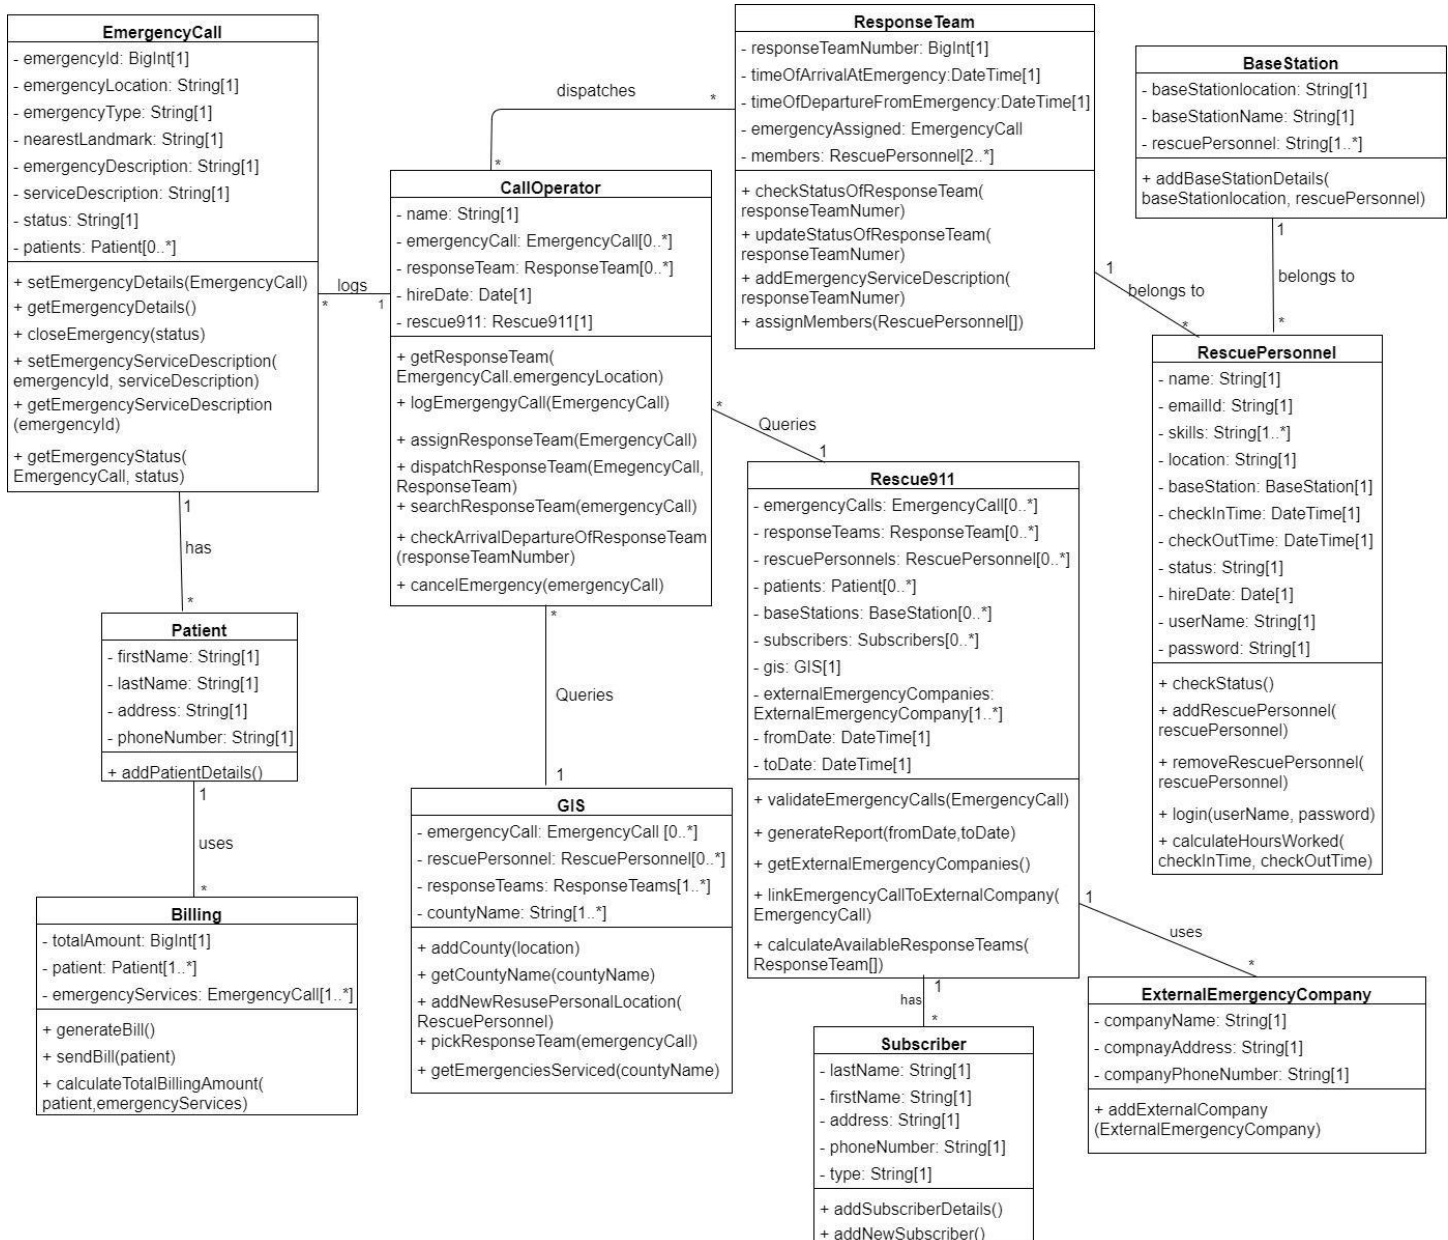 EmergencyCall
- emergencyId: BigInt[1]
- emergencyLocation: String[1]
- emergencyType: String[1]
- nearestLandmark: String[1]
- emergencyDescription: String[1]
- serviceDescription: String[1]
- status: String[1]
- patients: Patient[0..*]
+ setEmergencyDetails(EmergencyCall)
+ getEmergencyDetails()
+ closeEmergency(status)
+ setEmergencyServiceDescription(
emergencyId, serviceDescription)
+ getEmergencyServiceDescription
(emergencyId)
+ getEmergencyStatus(
EmergencyCall, status)
logs
*
1
dispatches
*
*
CallOperator
- name: String[1]
- emergencyCall: EmergencyCall[0..*]
- responseTeam: ResponseTeam[0..*]
- hireDate: Date[1]
- rescue911: Rescue911[1]
+ getResponseTeam(
EmergencyCall.emergencyLocation)
+ logEmergengyCall(EmergencyCall)
+ assignResponseTeam(EmergencyCall)
+ dispatchResponseTeam(EmegencyCall,
ResponseTeam)
+ searchResponseTeam(emergencyCall)
+ checkArrivalDepartureOfResponseTeam
(responseTeamNumber)
+ cancelEmergency(emergencyCall)
ResponseTeam
- responseTeamNumber: BigInt[1]
- timeOfArrivalAtEmergency:DateTime[1]
- timeOfDepartureFromEmergency:DateTime[1]
- emergencyAssigned: EmergencyCall
- members: RescuePersonnel[2..*]
+ checkStatusOfResponseTeam(
responseTeamNumer)
+ updateStatusOfResponseTeam(
responseTeamNumer)
+ addEmergencyServiceDescription(
responseTeamNumer)
+ assignMembers(RescuePersonnel[])
BaseStation
- baseStationlocation: String[1]
- baseStationName: String[1]
- rescuePersonnel: String[1..*]
+ addBaseStationDetails(
baseStationlocation, rescuePersonnel)
1
belongs to
*
1
belongs to
*
RescuePersonnel
- name: String[1]
- emailId: String[1]
- skills: String[1..*]
- location: String[1]
- baseStation: BaseStation[1]
- checkInTime: DateTime[1]
- checkOutTime: DateTime[1]
- status: String[1]
- hireDate: Date[1]
- userName: String[1]
- password: String[1]
+ checkStatus()
+ addRescuePersonnel(
rescuePersonnel)
+ removeRescuePersonnel(
rescuePersonnel)
+ login(userName, password)
+ calculateHoursWorked(
checkInTime, checkOutTime)
*
Queries
1
Rescue911
- emergencyCalls: EmergencyCall[0..*]
- responseTeams: ResponseTeam[0..*]
- rescuePersonnels: RescuePersonnel[0..*]
- patients: Patient[0..*]
- baseStations: BaseStation[0..*]
- subscribers: Subscribers[0..*]
- gis: GIS[1]
- externalEmergencyCompanies:
ExternalEmergencyCompany[1..*]
- fromDate: DateTime[1]
- toDate: DateTime[1]
+ validateEmergencyCalls(EmergencyCall)
+ generateReport(fromDate,toDate)
+ getExternalEmergencyCompanies()
+ linkEmergencyCallToExternalCompany(
EmergencyCall)
+ calculateAvailableResponseTeams(
ResponseTeam[])
1
has
*
Patient
- firstName: String[1]
- lastName: String[1]
- address: String[1]
- phoneNumber: String[1]
+ addPatientDetails()
1
uses
*
Billing
- totalAmount: BigInt[1]
- patient: Patient[1..*]
- emergencyServices: EmergencyCall[1..*]
+ generateBill()
+ sendBill(patient)
+ calculateTotalBillingAmount(
patient,emergencyServices)
*
Queries
1
GIS
- emergencyCall: EmergencyCall [0..*]
- rescuePersonnel: RescuePersonnel[0..*]
- responseTeams: ResponseTeams[1..*]
- countyName: String[1..*]
+ addCounty(location)
+ getCountyName(countyName)
+ addNewResusePersonalLocation(
RescuePersonnel)
+ pickResponseTeam(emergencyCall)
+ getEmergenciesServiced(countyName)
1
has
*
Subscriber
- lastName: String[1]
- firstName: String[1]
- address: String[1]
- phoneNumber: String[1]
- type: String[1]
+ addSubscriberDetails()
+ addNewSubscriber()
1
uses
*
ExternalEmergencyCompany
- companyName: String[1]
- compnayAddress: String[1]
- companyPhoneNumber: String[1]
+ addExternalCompany
(ExternalEmergencyCompany)